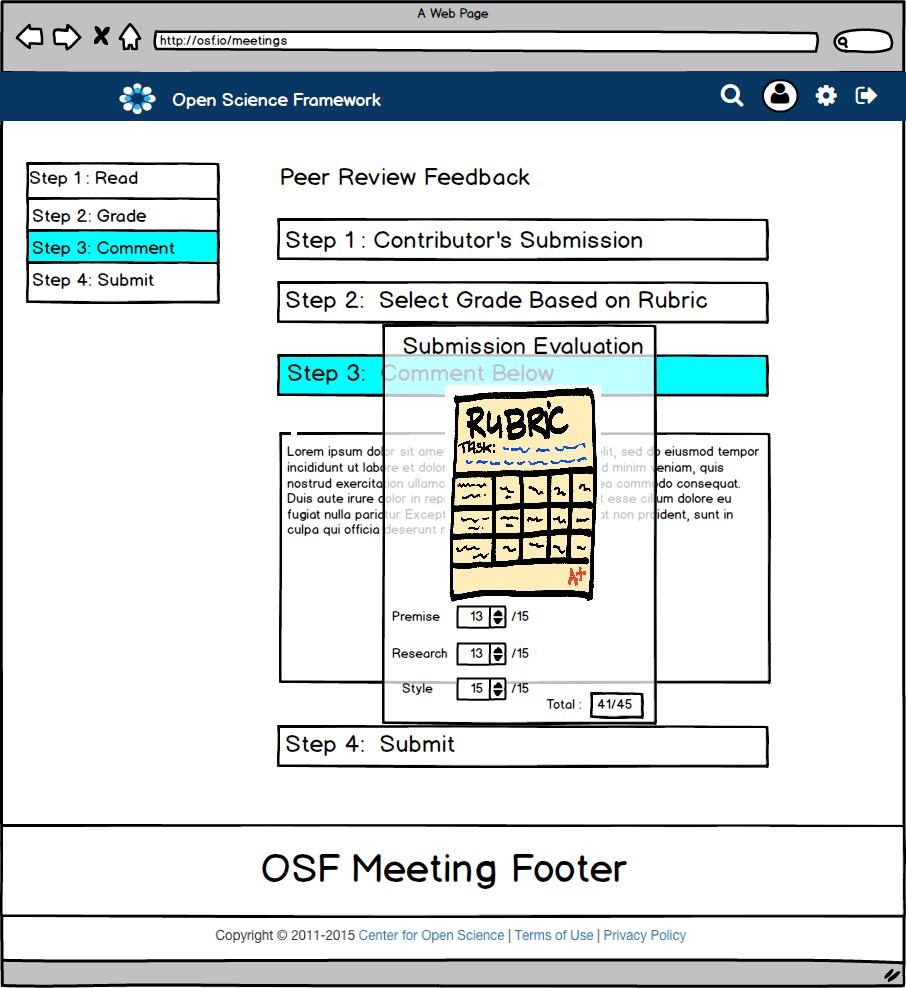 A Web Page
http://osf.io/meetings
Open Science Framework
Step 1: Read
Step 2: Grade
Step 3: Comment
Step 4: Submit
Peer Review Feedback
Step 1: Contributor's Submission
Step 2: Select Grade Based on Rubric
Submission Evaluation
Step 3: Comment Below
RUBRIC
TASK:
Lorem ipsum dolor sit amet elit, sed do eiusmod tempor
incididunt ut labore et dolor d minim veniam, quis
nostrud exercitation ullamc ea commodo consequat.
Duis aute irure dolor in rep t esse cillum dolore eu
fugiat nulla pariatur. Except at non proident, sunt in
culpa qui officia deserunt
A+
Premise 13 /15
Research 13 /15
Style 15 /15
Total : 41/45
Step 4: Submit
OSF Meeting Footer
Copyright © 2011-2015 Center for Open Science | Terms of Use | Privacy Policy